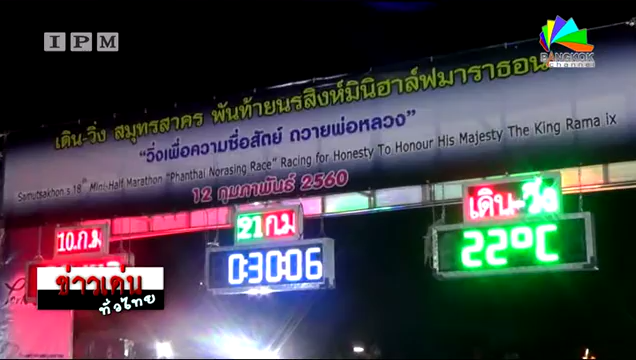 IPM
BANGKOK
channel
เดิน-วิ่ง สมุทรสาคร พันท้ายนรสิงห์มินิฮาล์ฟมาราธอน
“วิ่งเพื่อความซื่อสัตย์ ถวายพ่อหลวง”
Samutsakhon's 18th Mini-Half Marathon "Phanthai Norasing Race" Racing for Honesty To Honour His Majesty The King Rama ix
12 กุมภาพันธ์ 2560
10 ก.ม
21 ก.ม
เดิน-วิ่ง
0:30:06
22°C
ข่าวเด่น
ทั่วไทย